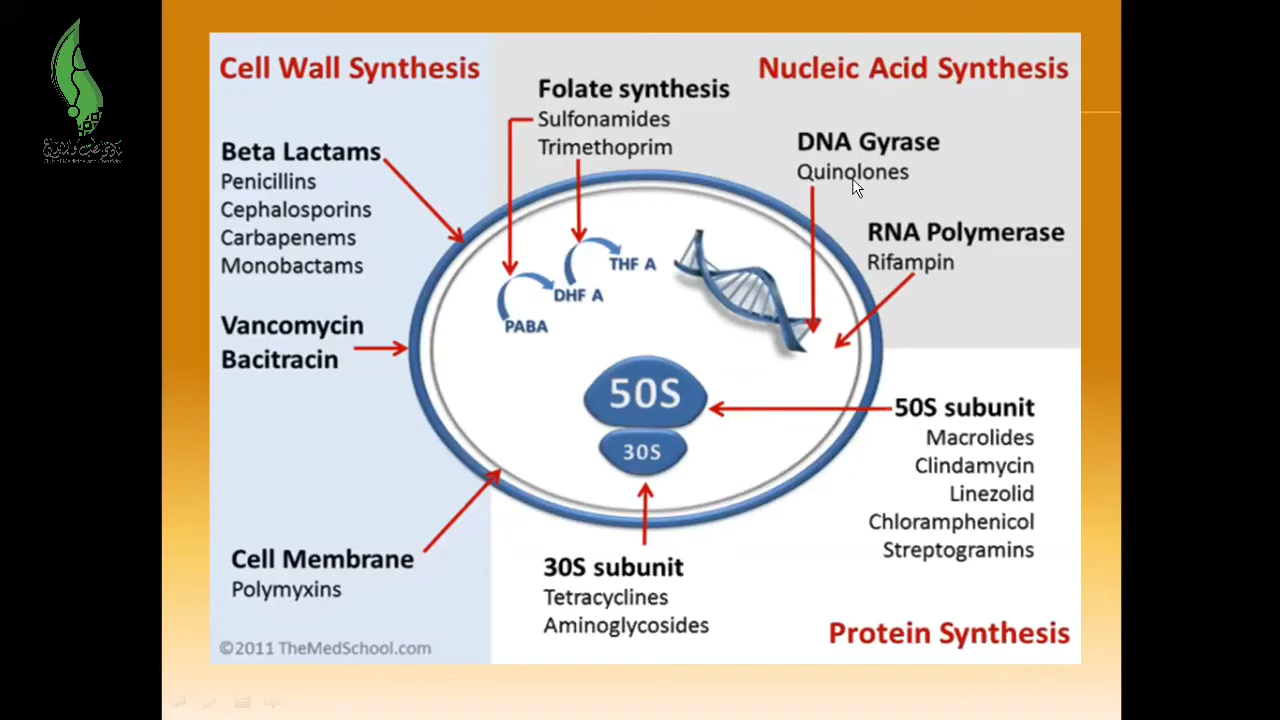 Cell Wall Synthesis
Beta Lactams
Penicillins
Cephalosporins
Carbapenems
Monobactams
Vancomycin
Bacitracin
Cell Membrane
Polymyxins
©2011 TheMedSchool.com
Folate synthesis
Sulfonamides
Trimethoprim
Nucleic Acid Synthesis
DNA Gyrase
Quinolones
RNA Polymerase
Rifampin
THF A
DHF A
PABA
50S
30S
50S subunit
Macrolides
Clindamycin
Linezolid
Chloramphenicol
Streptogramins
30S subunit
Tetracyclines
Aminoglycosides
Protein Synthesis